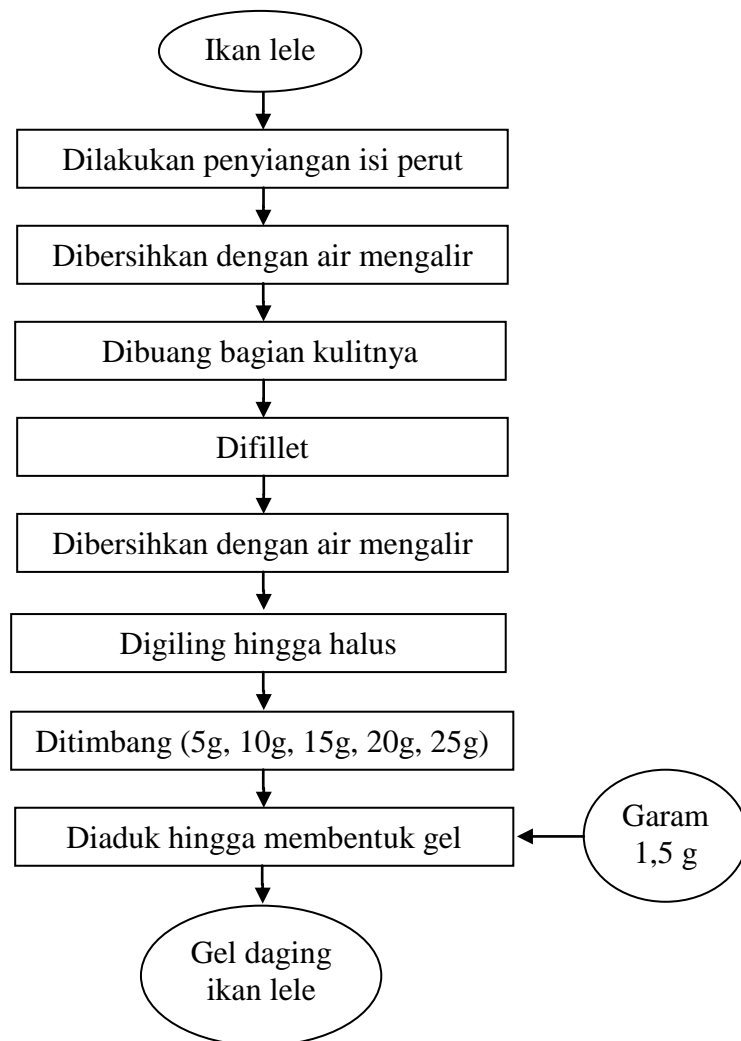 Ikan lele
Dilakukan penyiangan isi perut
Dibersihkan dengan air mengalir
Dibuang bagian kulitnya
Difillet
Dibersihkan dengan air mengalir
Digiling hingga halus
Ditimbang (5g, 10g, 15g, 20g, 25g)
Diaduk hingga membentuk gel
Garam
1,5 g
Gel daging
ikan lele